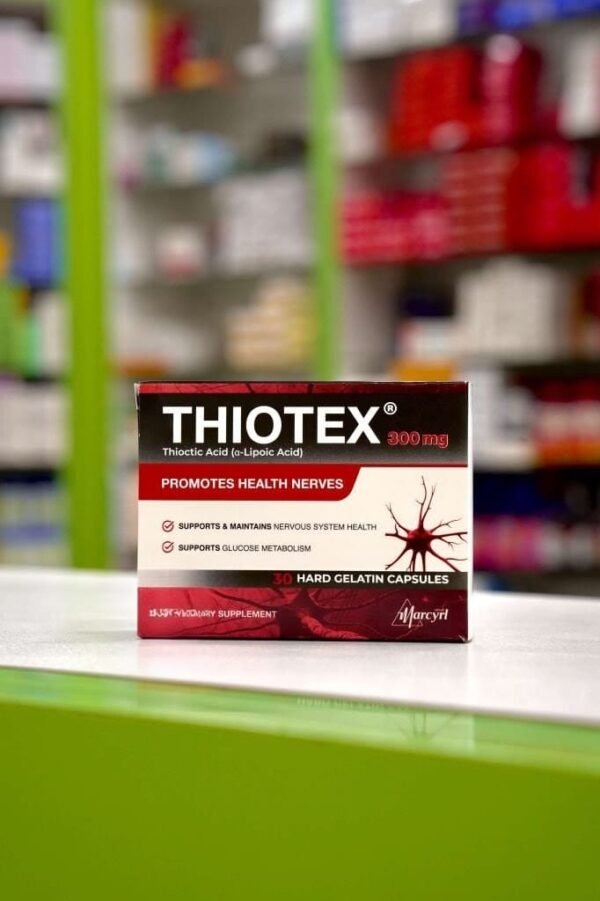 THIOTEX®
300mg
Thioctic Acid (α-Lipoic Acid)
PROMOTES HEALTH NERVES
SUPPORTS & MAINTAINS NERVOUS SYSTEM HEALTH
SUPPORTS GLUCOSE METABOLISM
30 HARD GELATIN CAPSULES
SUPPLEMENT
Marcyrl